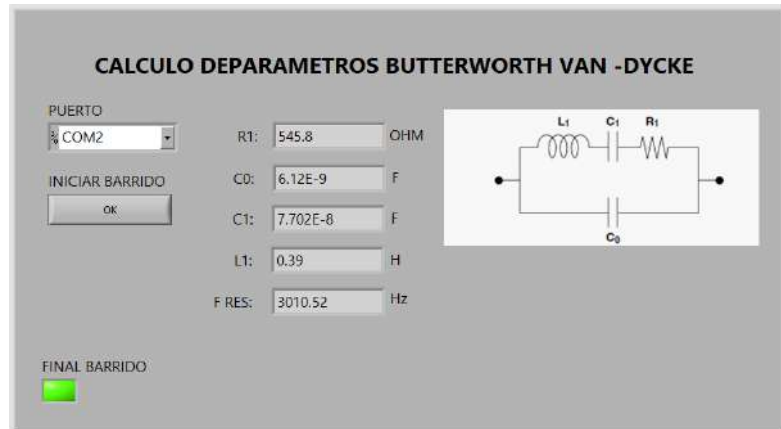 CALCULO DEPARAMETROS BUTTERWORTH VAN -DYCKE
PUERTO
COM2
INICIAR BARRIDO
OK
R1: 545.8 OHM
C0: 6.12E-9 F
C1: 7.702E-8 F
L1: 0.39 H
F RES: 3010.52 Hz
L1 C1 R1
C0
FINAL BARRIDO